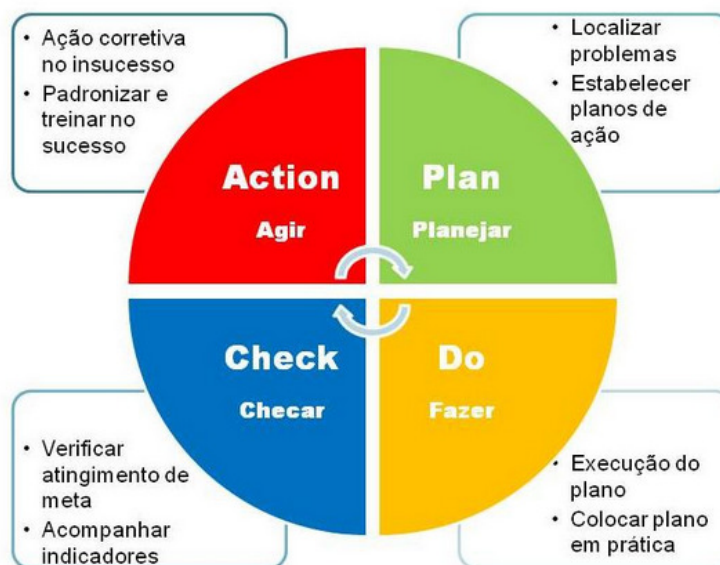 • Ação corretiva
no insucesso
• Padronizar e
treinar no
sucesso
• Localizar
problemas
• Estabelecer
planos de
ação
Action
Agir
Plan
Planejar
Check
Checar
Do
Fazer
• Verificar
atingimento de
meta
• Acompanhar
indicadores
• Execução do
plano
• Colocar plano
em prática